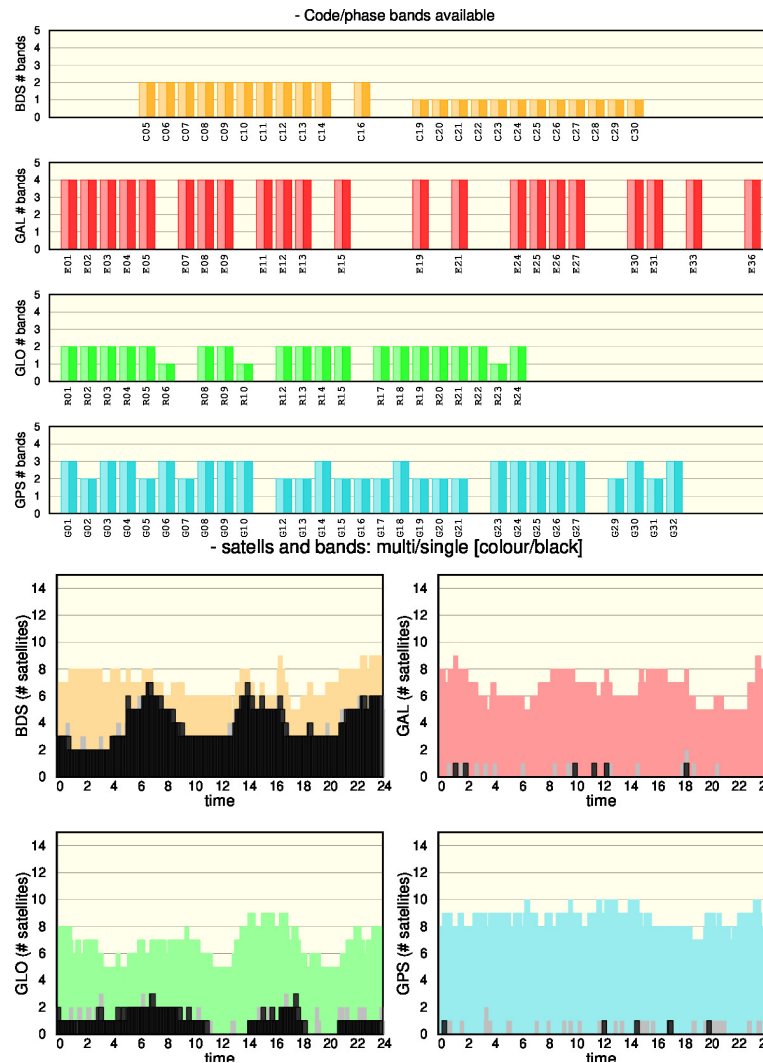 - Code/phase bands available
BDS # bands
5
4
3
2
1
0
C05 C06 C07 C08 C09 C10 C11 C12 C13 C14 C16 C19 C20 C21 C22 C23 C24 C25 C26 C27 C28 C29 C30
GAL # bands
5
4
3
2
1
0
E01 E02 E03 E04 E05 E07 E08 E09 E11 E12 E13 E15 E19 E21 E24 E25 E26 E27 E30 E31 E33 E36
GLO # bands
5
4
3
2
1
0
R01 R02 R03 R04 R05 R06 R08 R09 R10 R12 R13 R14 R15 R17 R18 R19 R20 R21 R22 R23 R24
GPS # bands
5
4
3
2
1
0
G01 G02 G03 G04 G05 G06 G07 G08 G09 G10 G12 G13 G14 G15 G16 G17 G18 G19 G20 G21 G23 G24 G25 G26 G27 G29 G30 G31 G32
- satells and bands: multi/single [colour/black]
BDS (# satellites)
14
12
10
8
6
4
2
0
0 2 4 6 8 10 12 14 16 18 20 22 24
time
GAL (# satellites)
14
12
10
8
6
4
2
0
0 2 4 6 8 10 12 14 16 18 20 22
time
GLO (# satellites)
14
12
10
8
6
4
2
0
0 2 4 6 8 10 12 14 16 18 20 22 24
time
GPS (# satellites)
14
12
10
8
6
4
2
0
0 2 4 6 8 10 12 14 16 18 20 22
time